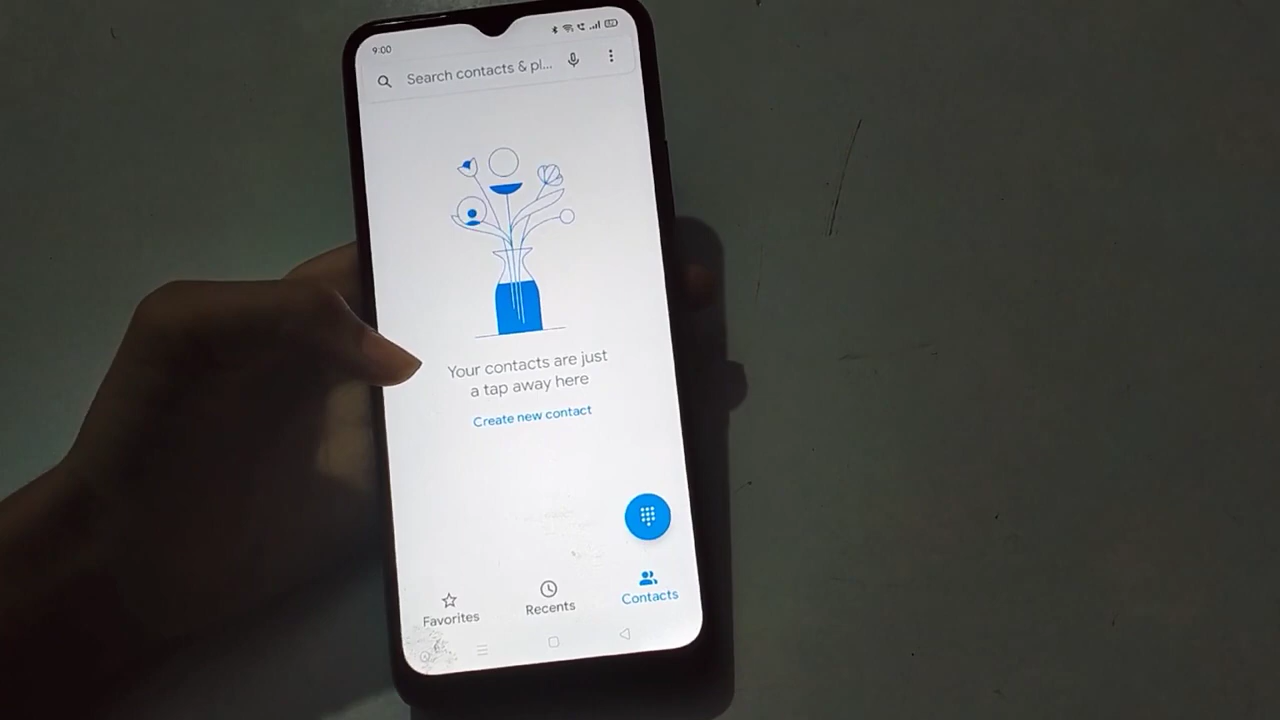 9:00
Search contacts & pl...
Your contacts are just
a tap away here
Create new contact
Favorites
Recents
Contacts